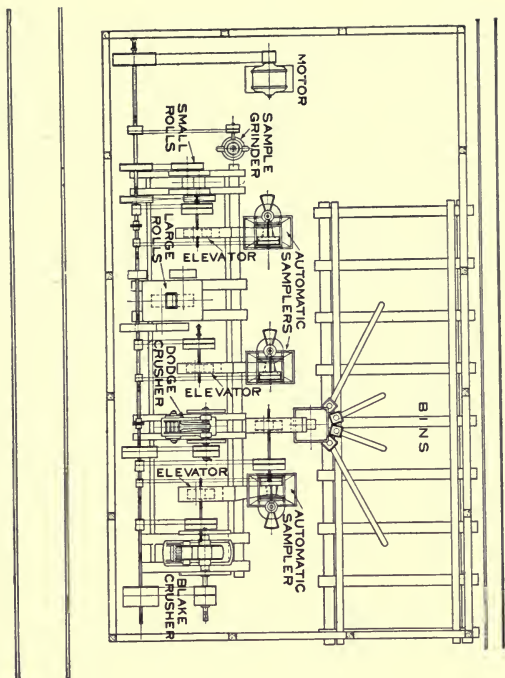 MOTOR
SAMPLE
GRINDER
SMALL
ROLLS
LARGE
ROLLS
ELEVATOR
AUTOMATIC
SAMPLERS
DODGE
CRUSHER
ELEVATOR
BINS
ELEVATOR
AUTOMATIC
SAMPLER
BLAKE
CRUSHER